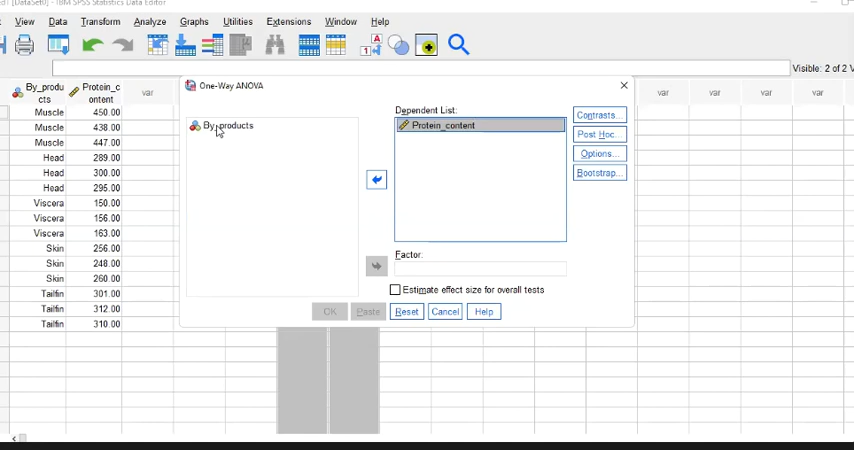 [DataSet0] - IBM SPSS Statistics Data Editor
View Data Transform Analyze Graphs Utilities Extensions Window Help
Visible: 2 of 2 V
By_produ
cts
Protein_c
ontent
var
var
var
var
var
Muscle 450.00
Muscle 438.00
Muscle 447.00
Head 289.00
Head 300.00
Head 295.00
Viscera 150.00
Viscera 156.00
Viscera 163.00
Skin 256.00
Skin 248.00
Skin 260.00
Tailfin 301.00
Tailfin 312.00
Tailfin 310.00
One-Way ANOVA
By_products
Dependent List:
Protein_content
Contrasts...
Post Hoc...
Options...
Bootstrap...
Factor:
Estimate effect size for overall tests
OK Paste Reset Cancel Help